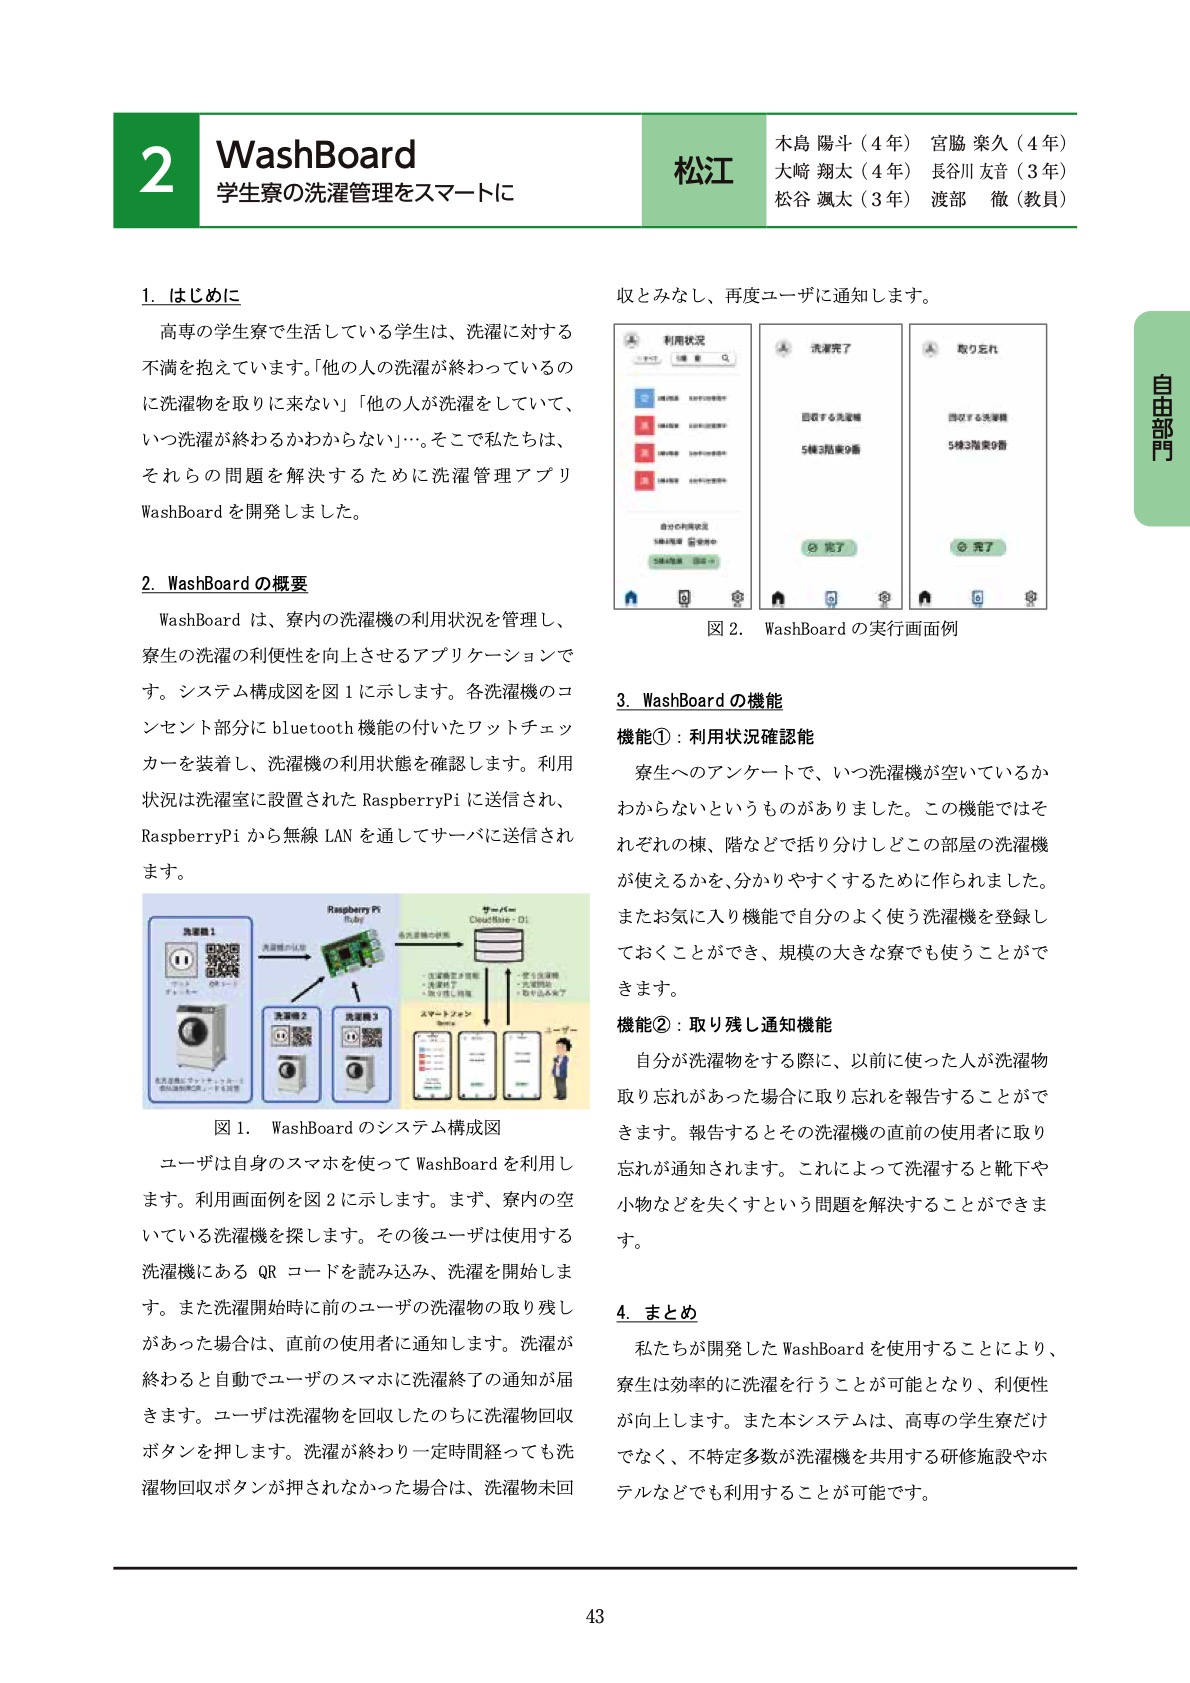 2
WashBoard
学生寮の洗濯管理をスマートに
松江
木島 陽斗（４年） 宮脇 楽久（４年）
大﨑 翔太（４年） 長谷川 友音（３年）
松谷 颯太（３年） 渡部 徹（教員）
自由部門
1. はじめに
高専の学生寮で生活している学生は、洗濯に対する
不満を抱えています。「他の人の洗濯が終わっているの
に洗濯物を取りに来ない」「他の人が洗濯をしていて、
いつ洗濯が終わるかわからない」…。そこで私たちは、
それらの問題を解決するために洗濯管理アプリ
WashBoard を開発しました。
2. WashBoard の概要
WashBoard は、寮内の洗濯機の利用状況を管理し、
寮生の洗濯の利便性を向上させるアプリケーションで
す。システム構成図を図 1 に示します。各洗濯機のコ
ンセント部分に bluetooth 機能の付いたワットチェッ
カーを装着し、洗濯機の利用状態を確認します。利用
状況は洗濯室に設置された RaspberryPi に送信され、
RaspberryPi から無線 LAN を通してサーバに送信され
ます。
洗濯機1
洗濯機2
洗濯機3
Raspberry Pi
Ruby
サーバー
スマートフォン
ユーザー
図 1. WashBoard のシステム構成図
ユーザは自身のスマホを使って WashBoard を利用し
ます。利用画面例を図 2 に示します。まず、寮内の空
いている洗濯機を探します。その後ユーザは使用する
洗濯機にある QR コードを読み込み、洗濯を開始しま
す。また洗濯開始時に前のユーザの洗濯物の取り残し
があった場合は、直前の使用者に通知します。洗濯が
終わると自動でユーザのスマホに洗濯終了の通知が届
きます。ユーザは洗濯物を回収したのちに洗濯物回収
ボタンを押します。洗濯が終わり一定時間経っても洗
濯物回収ボタンが押されなかった場合は、洗濯物未回
収とみなし、再度ユーザに通知します。
利用状況
自分の利用状況
洗濯完了
回収する洗濯機
5棟3階東9番
完了
取り忘れ
回収する洗濯機
5棟3階東9番
完了
図 2. WashBoard の実行画面例
3. WashBoard の機能
機能①：利用状況確認能
寮生へのアンケートで、いつ洗濯機が空いているか
わからないというものがありました。この機能ではそ
れぞれの棟、階などで括り分けしどこの部屋の洗濯機
が使えるかを、分かりやすくするために作られました。
またお気に入り機能で自分のよく使う洗濯機を登録し
ておくことができ、規模の大きな寮でも使うことがで
きます。
機能②：取り残し通知機能
自分が洗濯物をする際に、以前に使った人が洗濯物
取り忘れがあった場合に取り忘れを報告することがで
きます。報告するとその洗濯機の直前の使用者に取り
忘れが通知されます。これによって洗濯すると靴下や
小物などを失くすという問題を解決することができま
す。
4. まとめ
私たちが開発した WashBoard を使用することにより、
寮生は効率的に洗濯を行うことが可能となり、利便性
が向上します。また本システムは、高専の学生寮だけ
でなく、不特定多数が洗濯機を共用する研修施設やホ
テルなどでも利用することが可能です。
43